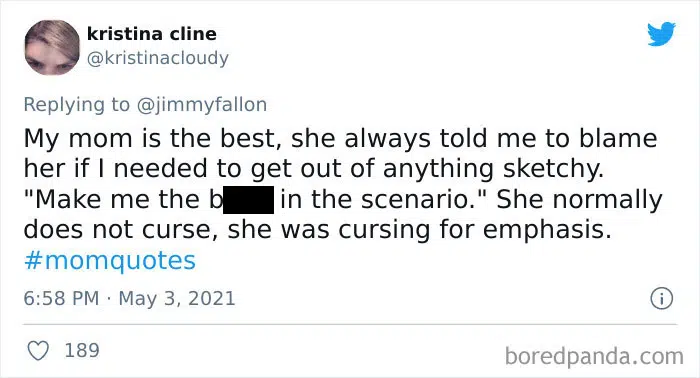 kristina cline
@kristinacloudy
Replying to @jimmyfallon
My mom is the best, she always told me to blame
her if I needed to get out of anything sketchy.
"Make me the b in the scenario." She normally
does not curse, she was cursing for emphasis.
#momquotes
6:58 PM · May 3, 2021
189
boredpanda.com